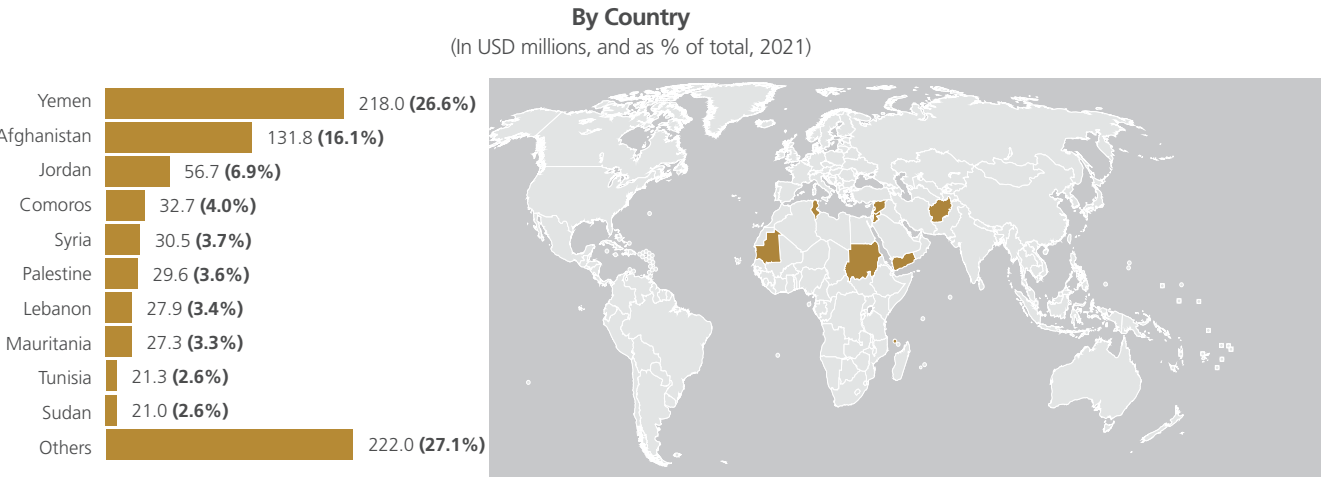 By Country
(In USD millions, and as % of total, 2021)
Yemen 218.0 (26.6%)
Afghanistan 131.8 (16.1%)
Jordan 56.7 (6.9%)
Comoros 32.7 (4.0%)
Syria 30.5 (3.7%)
Palestine 29.6 (3.6%)
Lebanon 27.9 (3.4%)
Mauritania 27.3 (3.3%)
Tunisia 21.3 (2.6%)
Sudan 21.0 (2.6%)
Others 222.0 (27.1%)